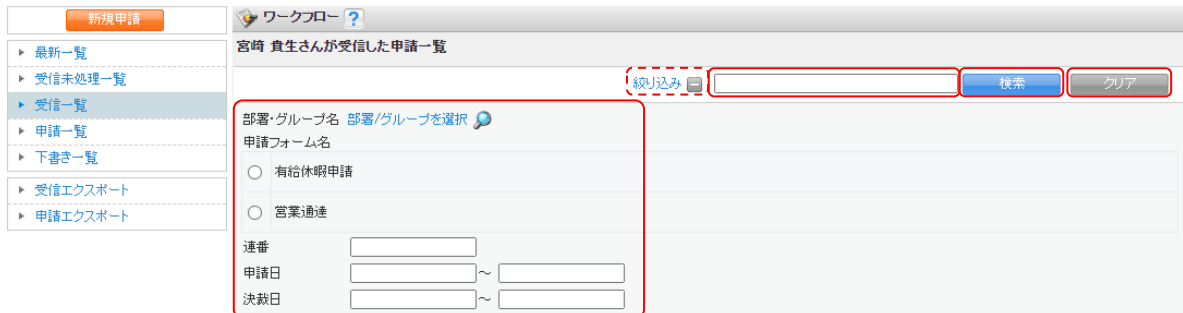 新規申請
最新一覧
受信未処理一覧
受信一覧
申請一覧
下書き一覧
受信エクスポート
申請エクスポート
ワークフロー ?
宮崎 貴生さんが受信した申請一覧
絞り込み 検索 クリア
部署・グループ名 部署/グループを選択
申請フォーム名
有給休暇申請
営業通達
連番
申請日 ～
決裁日 ～